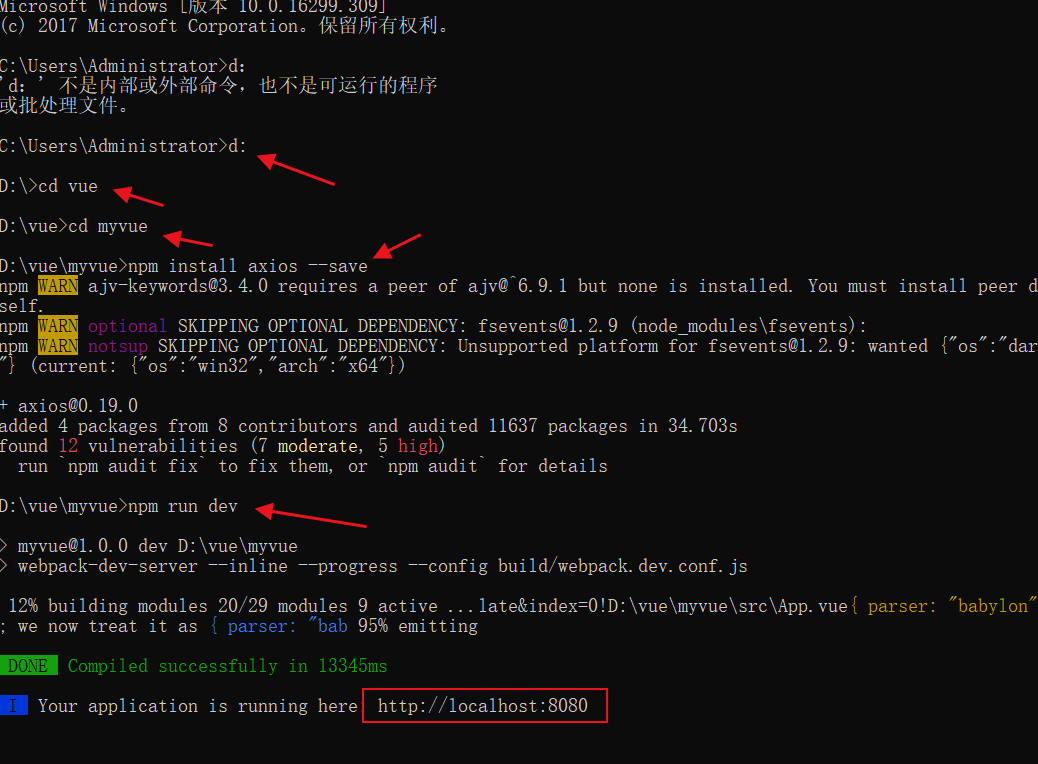 Microsoft Windows [版本 10.0.16299.309]
(c) 2017 Microsoft Corporation。保留所有权利。
C:\Users\Administrator>d：
'd：' 不是内部或外部命令，也不是可运行的程序
或批处理文件。
C:\Users\Administrator>d:
D:\>cd vue
D:\vue>cd myvue
D:\vue\myvue>npm install axios --save
npm WARN ajv-keywords@3.4.0 requires a peer of ajv@^6.9.1 but none is installed. You must install peer d
self.
npm WARN optional SKIPPING OPTIONAL DEPENDENCY: fsevents@1.2.9 (node_modules\fsevents):
npm WARN notsup SKIPPING OPTIONAL DEPENDENCY: Unsupported platform for fsevents@1.2.9: wanted {"os":"dar
"} (current: {"os":"win32","arch":"x64"})
+ axios@0.19.0
added 4 packages from 8 contributors and audited 11637 packages in 34.703s
found 12 vulnerabilities (7 moderate, 5 high)
run `npm audit fix` to fix them, or `npm audit` for details
D:\vue\myvue>npm run dev
> myvue@1.0.0 dev D:\vue\myvue
> webpack-dev-server --inline --progress --config build/webpack.dev.conf.js
12% building modules 20/29 modules 9 active ...late&index=0!D:\vue\myvue\src\App.vue{ parser: "babylon"
; we now treat it as { parser: "bab 95% emitting
DONE Compiled successfully in 13345ms
I Your application is running here http://localhost:8080